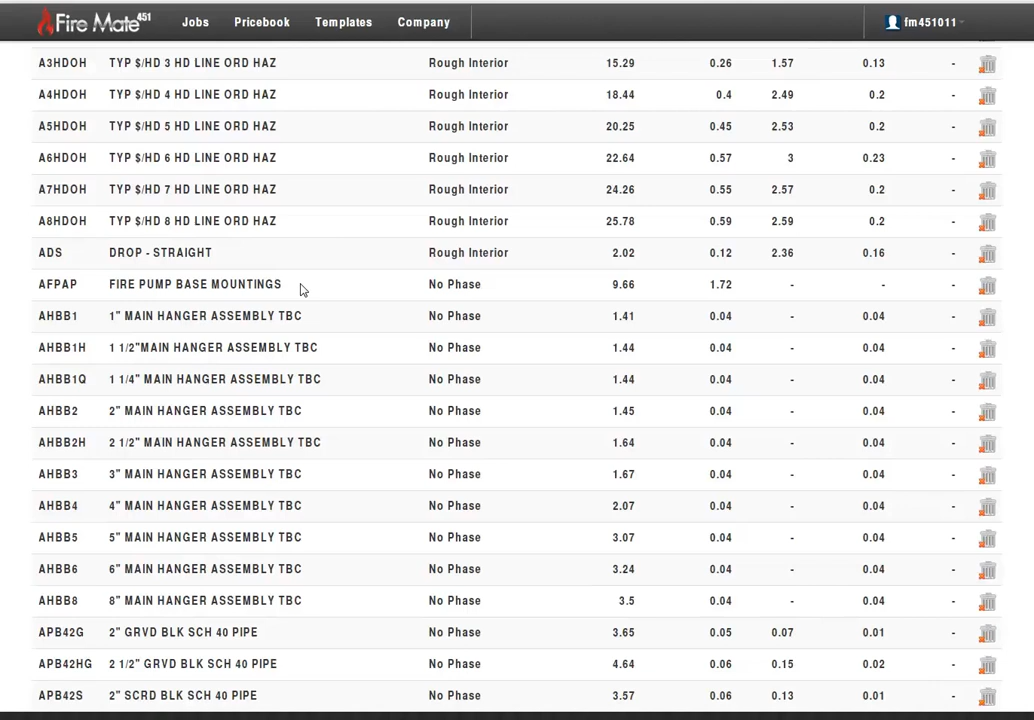 Fire Mate 451 Jobs Pricebook Templates Company fm451011
A3HDOH TYP $/HD 3 HD LINE ORD HAZ Rough Interior 15.29 0.26 1.57 0.13 -
A4HDOH TYP $/HD 4 HD LINE ORD HAZ Rough Interior 18.44 0.4 2.49 0.2 -
A5HDOH TYP $/HD 5 HD LINE ORD HAZ Rough Interior 20.25 0.45 2.53 0.2 -
A6HDOH TYP $/HD 6 HD LINE ORD HAZ Rough Interior 22.64 0.57 3 0.23 -
A7HDOH TYP $/HD 7 HD LINE ORD HAZ Rough Interior 24.26 0.55 2.57 0.2 -
A8HDOH TYP $/HD 8 HD LINE ORD HAZ Rough Interior 25.78 0.59 2.59 0.2 -
ADS DROP - STRAIGHT Rough Interior 2.02 0.12 2.36 0.16 -
AFPAP FIRE PUMP BASE MOUNTINGS No Phase 9.66 1.72 - - -
AHBB1 1" MAIN HANGER ASSEMBLY TBC No Phase 1.41 0.04 - 0.04 -
AHBB1H 1 1/2"MAIN HANGER ASSEMBLY TBC No Phase 1.44 0.04 - 0.04 -
AHBB1Q 1 1/4" MAIN HANGER ASSEMBLY TBC No Phase 1.44 0.04 - 0.04 -
AHBB2 2" MAIN HANGER ASSEMBLY TBC No Phase 1.45 0.04 - 0.04 -
AHBB2H 2 1/2" MAIN HANGER ASSEMBLY TBC No Phase 1.64 0.04 - 0.04 -
AHBB3 3" MAIN HANGER ASSEMBLY TBC No Phase 1.67 0.04 - 0.04 -
AHBB4 4" MAIN HANGER ASSEMBLY TBC No Phase 2.07 0.04 - 0.04 -
AHBB5 5" MAIN HANGER ASSEMBLY TBC No Phase 3.07 0.04 - 0.04 -
AHBB6 6" MAIN HANGER ASSEMBLY TBC No Phase 3.24 0.04 - 0.04 -
AHBB8 8" MAIN HANGER ASSEMBLY TBC No Phase 3.5 0.04 - 0.04 -
APB42G 2" GRVD BLK SCH 40 PIPE No Phase 3.65 0.05 0.07 0.01 -
APB42HG 2 1/2" GRVD BLK SCH 40 PIPE No Phase 4.64 0.06 0.15 0.02 -
APB42S 2" SCRD BLK SCH 40 PIPE No Phase 3.57 0.06 0.13 0.01 -